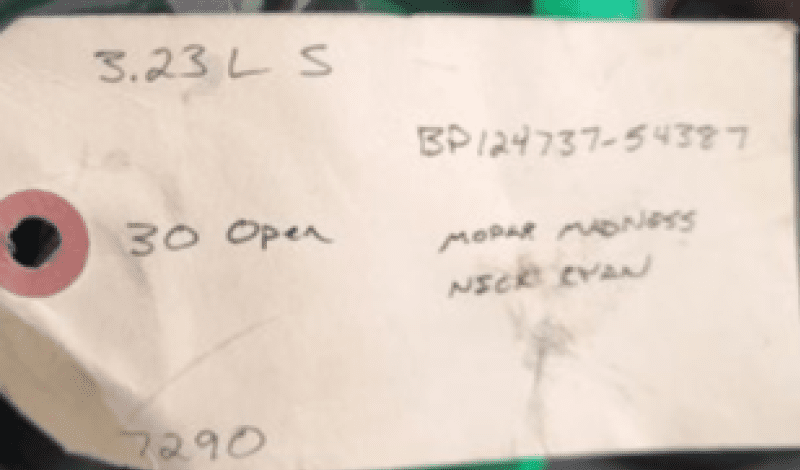 3.23 L S
BP124737-54387
30 Open
MOPAR MADNESS
NICK RYAN
7290